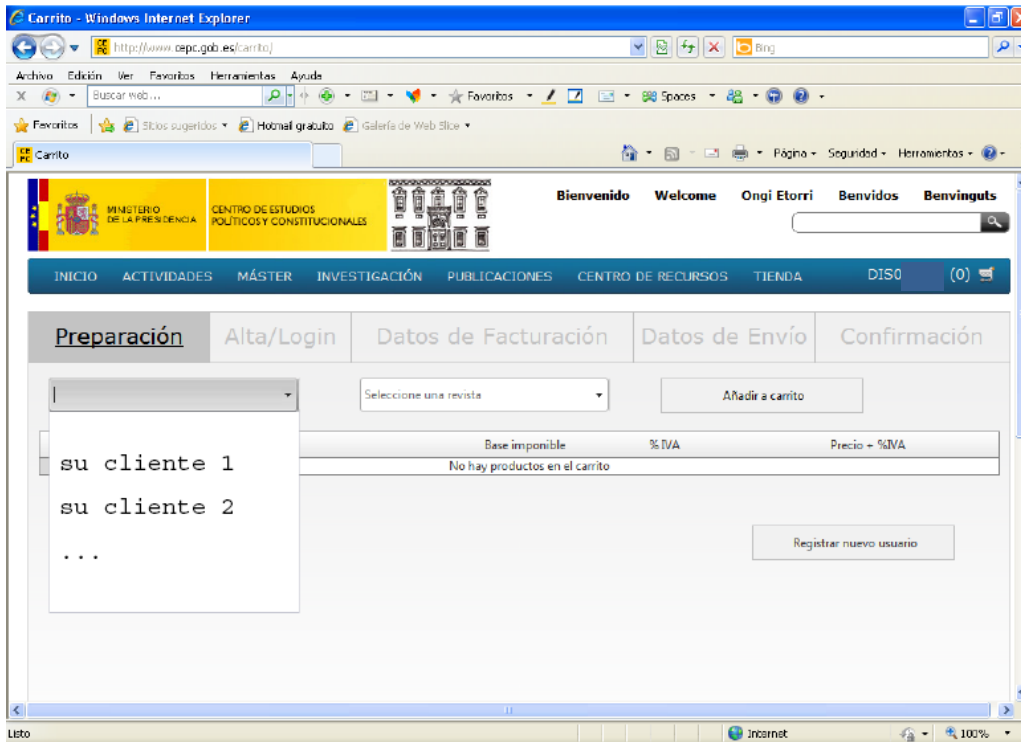 Carrito - Windows Internet Explorer
http://www.cepc.gob.es/carrito/
Bing
Archivo Edición Ver Favoritos Herramientas Ayuda
X Buscar web... Favoritos Spaces
Favoritos Sitios sugeridos Hotmail gratuito Galería de Web Slice
CE PC Carrito Página Seguridad Herramientas
Bienvenido Welcome Ongi Etorri Benvidos Benvinguts
MINISTERIO DE LA PRESIDENCIA
CENTRO DE ESTUDIOS POLÍTICOS Y CONSTITUCIONALES
INICIO ACTIVIDADES MÁSTER INVESTIGACIÓN PUBLICACIONES CENTRO DE RECURSOS TIENDA DIS0 (0)
Preparación Alta/Login Datos de Facturación Datos de Envío Confirmación
Seleccione una revista Añadir a carrito
Base imponible % IVA Precio + %IVA
No hay productos en el carrito
su cliente 1
su cliente 2
...
Registrar nuevo usuario
Listo Internet 100%